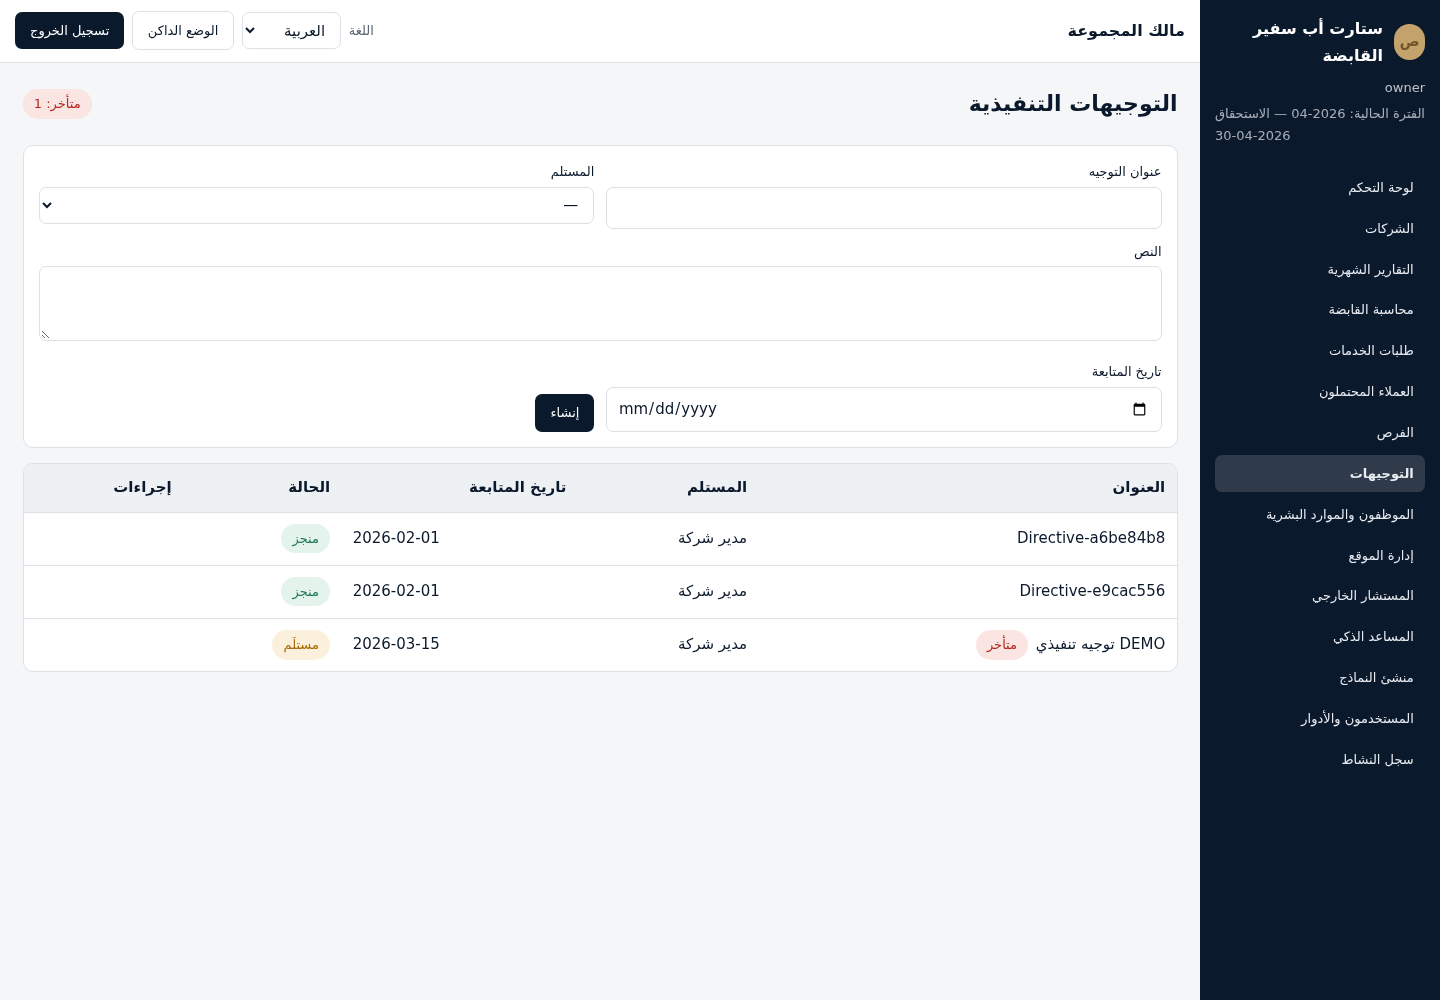 ص
ستارت أب سفير
القابضة
owner
الفترة الحالية: 2026-04 — الاستحقاق
2026-04-30
لوحة التحكم
الشركات
التقارير الشهرية
محاسبة القابضة
طلبات الخدمات
العملاء المحتملون
الفرص
التوجيهات
الموظفون والموارد البشرية
إدارة الموقع
المستشار الخارجي
المساعد الذكي
منشئ النماذج
المستخدمون والأدوار
سجل النشاط
مالك المجموعة اللغة العربية الوضع الداكن تسجيل الخروج
التوجيهات التنفيذية متأخر: 1
عنوان التوجيه المستلم
—
النص
تاريخ المتابعة
mm/dd/yyyy إنشاء
العنوان المستلم تاريخ المتابعة الحالة إجراءات
Directive-a6be84b8 مدير شركة 2026-02-01 منجز
Directive-e9cac556 مدير شركة 2026-02-01 منجز
DEMO توجيه تنفيذي متأخر مدير شركة 2026-03-15 مستلَم